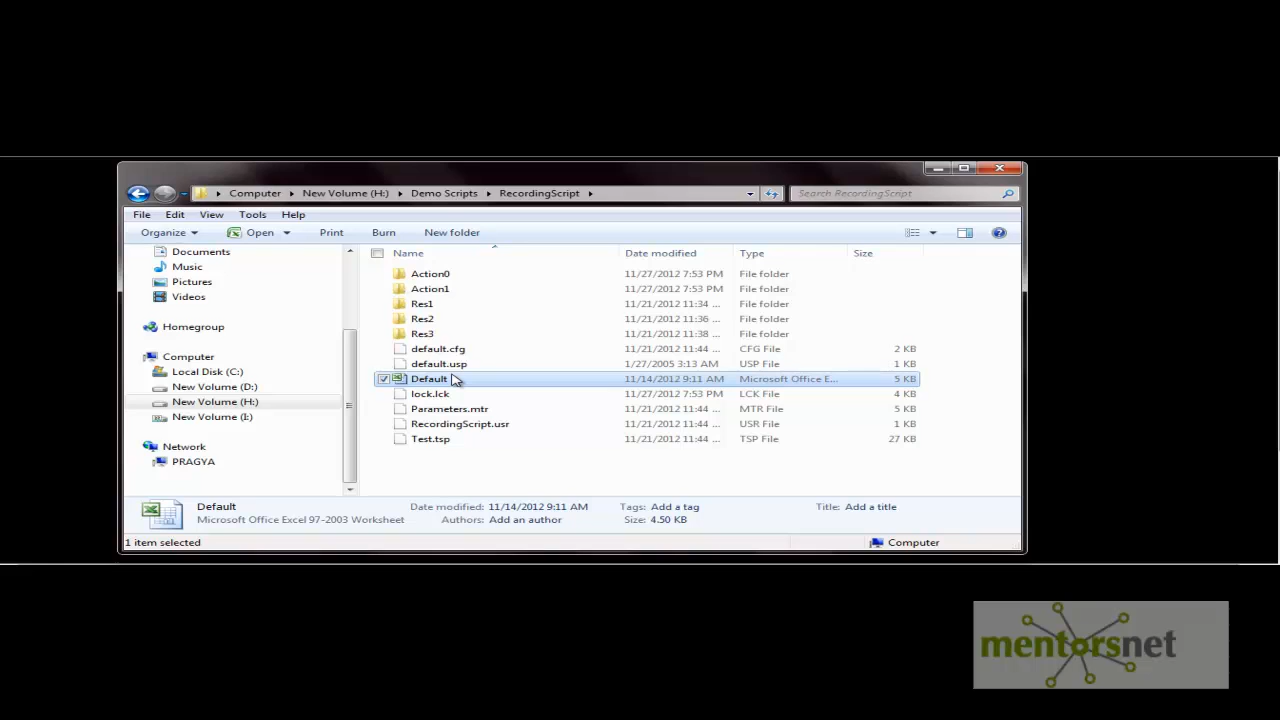 Computer New Volume (H:) Demo Scripts RecordingScript Search RecordingScript
File Edit View Tools Help
Organize Open Print Burn New folder
Name Date modified Type Size
Documents
Music
Pictures
Videos
Homegroup
Computer
Local Disk (C:)
New Volume (D:)
New Volume (H:)
New Volume (I:)
Network
PRAGYA
Action0 11/27/2012 7:53 PM File folder
Action1 11/27/2012 7:53 PM File folder
Res1 11/21/2012 11:34 ... File folder
Res2 11/21/2012 11:36 ... File folder
Res3 11/21/2012 11:38 ... File folder
default.cfg 11/21/2012 11:44 ... CFG File 2 KB
default.usp 1/27/2005 3:13 AM USP File 1 KB
Default 11/14/2012 9:11 AM Microsoft Office E... 5 KB
lock.lck 11/27/2012 7:53 PM LCK File 4 KB
Parameters.mtr 11/21/2012 11:44 ... MTR File 5 KB
RecordingScript.usr 11/21/2012 11:44 ... USR File 1 KB
Test.tsp 11/21/2012 11:44 ... TSP File 27 KB
Default Date modified: 11/14/2012 9:11 AM Tags: Add a tag Title: Add a title
Microsoft Office Excel 97-2003 Worksheet Authors: Add an author Size: 4.50 KB
1 item selected Computer
mentorsnet